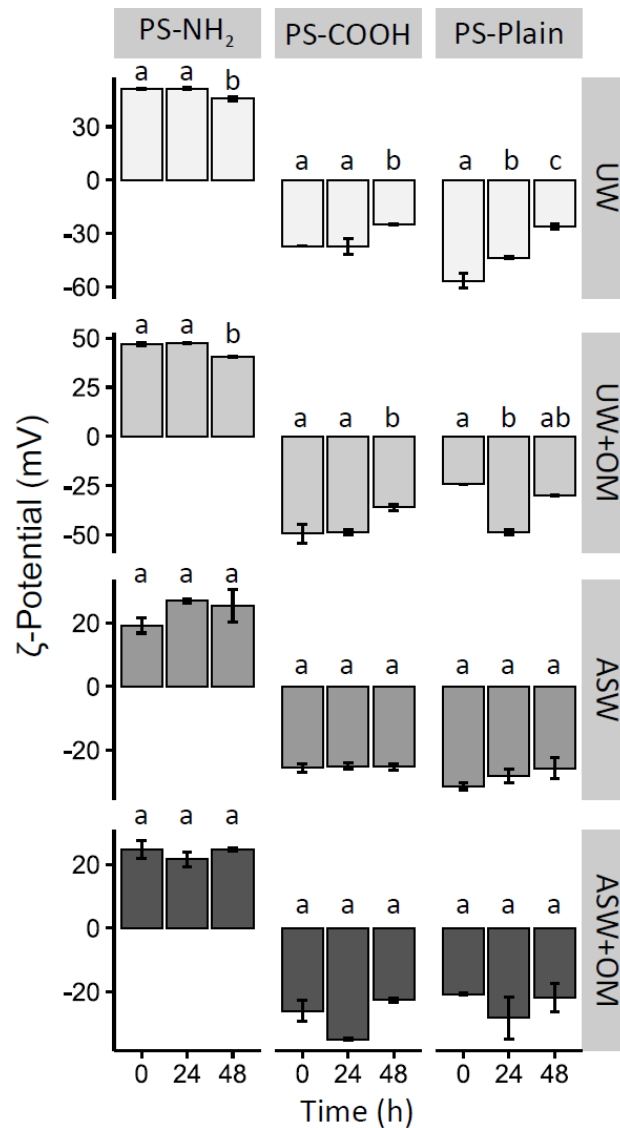 PS-NH₂ PS-COOH PS-Plain
a a b
a a b
a b c
30
0
-30
-60
UW
a a b
a a b
a b ab
50
25
0
-25
-50
UW+OM
a a a
a a a
a a a
20
0
-20
ASW
a a a
a a a
a a a
20
0
-20
ASW+OM
ζ-Potential (mV)
0 24 48 0 24 48 0 24 48
Time (h)